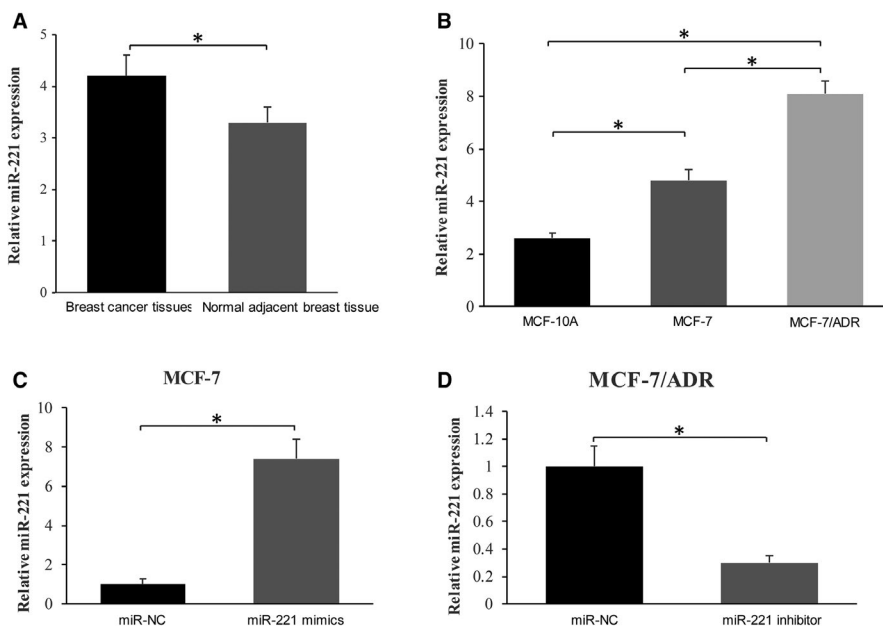 A
Relative miR-221 expression
5
4
3
2
1
0
*
Breast cancer tissues
Normal adjacent breast tissue
B
Relative miR-221 expression
10
8
6
4
2
0
*
*
*
MCF-10A
MCF-7
MCF-7/ADR
C
MCF-7
Relative miR-221 expression
10
8
6
4
2
0
*
miR-NC
miR-221 mimics
D
MCF-7/ADR
Relative miR-221 expression
1.4
1.2
1
0.8
0.6
0.4
0.2
0
*
miR-NC
miR-221 inhibitor